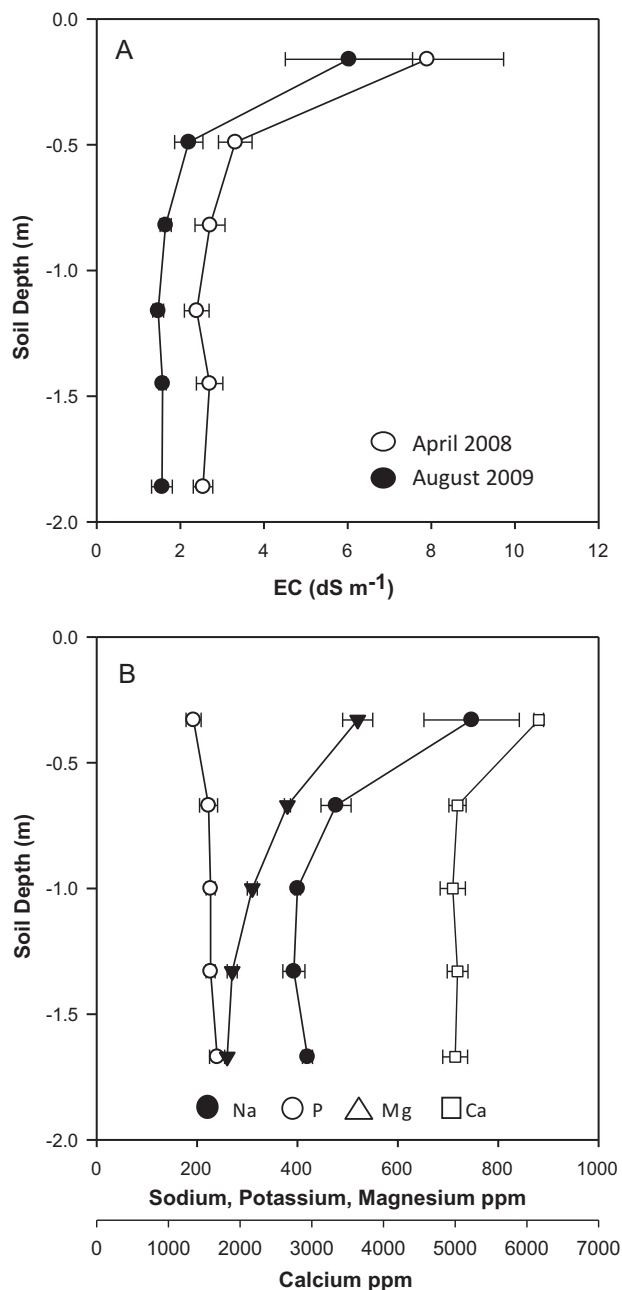 A
0.0
-0.5
-1.0
-1.5
-2.0
Soil Depth (m)
April 2008
August 2009
0 2 4 6 8 10 12
EC (dS m-1)
B
0.0
-0.5
-1.0
-1.5
-2.0
Soil Depth (m)
Na P Mg Ca
0 200 400 600 800 1000
Sodium, Potassium, Magnesium ppm
0 1000 2000 3000 4000 5000 6000 7000
Calcium ppm